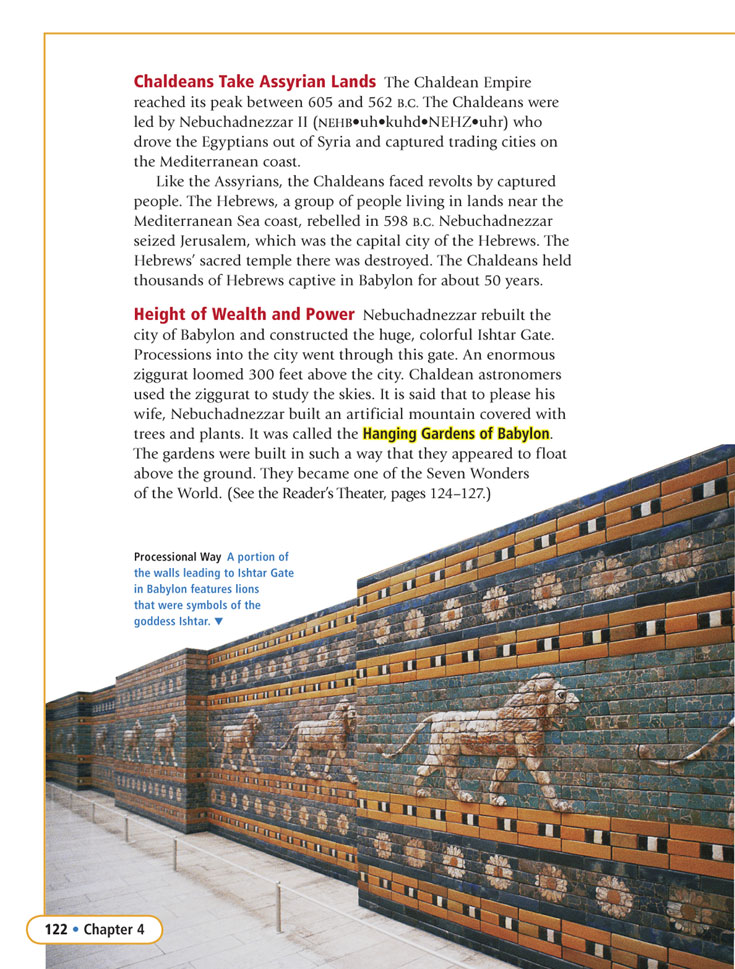 Chaldeans Take Assyrian Lands The Chaldean Empire
reached its peak between 605 and 562 B.C. The Chaldeans were
led by Nebuchadnezzar II (NEHB•uh•kuhd•NEHZ•uhr) who
drove the Egyptians out of Syria and captured trading cities on
the Mediterranean coast.
Like the Assyrians, the Chaldeans faced revolts by captured
people. The Hebrews, a group of people living in lands near the
Mediterranean Sea coast, rebelled in 598 B.C. Nebuchadnezzar
seized Jerusalem, which was the capital city of the Hebrews. The
Hebrews’ sacred temple there was destroyed. The Chaldeans held
thousands of Hebrews captive in Babylon for about 50 years.
Height of Wealth and Power Nebuchadnezzar rebuilt the
city of Babylon and constructed the huge, colorful Ishtar Gate.
Processions into the city went through this gate. An enormous
ziggurat loomed 300 feet above the city. Chaldean astronomers
used the ziggurat to study the skies. It is said that to please his
wife, Nebuchadnezzar built an artificial mountain covered with
trees and plants. It was called the Hanging Gardens of Babylon.
The gardens were built in such a way that they appeared to float
above the ground. They became one of the Seven Wonders
of the World. (See the Reader’s Theater, pages 124–127.)
Processional Way A portion of
the walls leading to Ishtar Gate
in Babylon features lions
that were symbols of the
goddess Ishtar. ▼
122 • Chapter 4